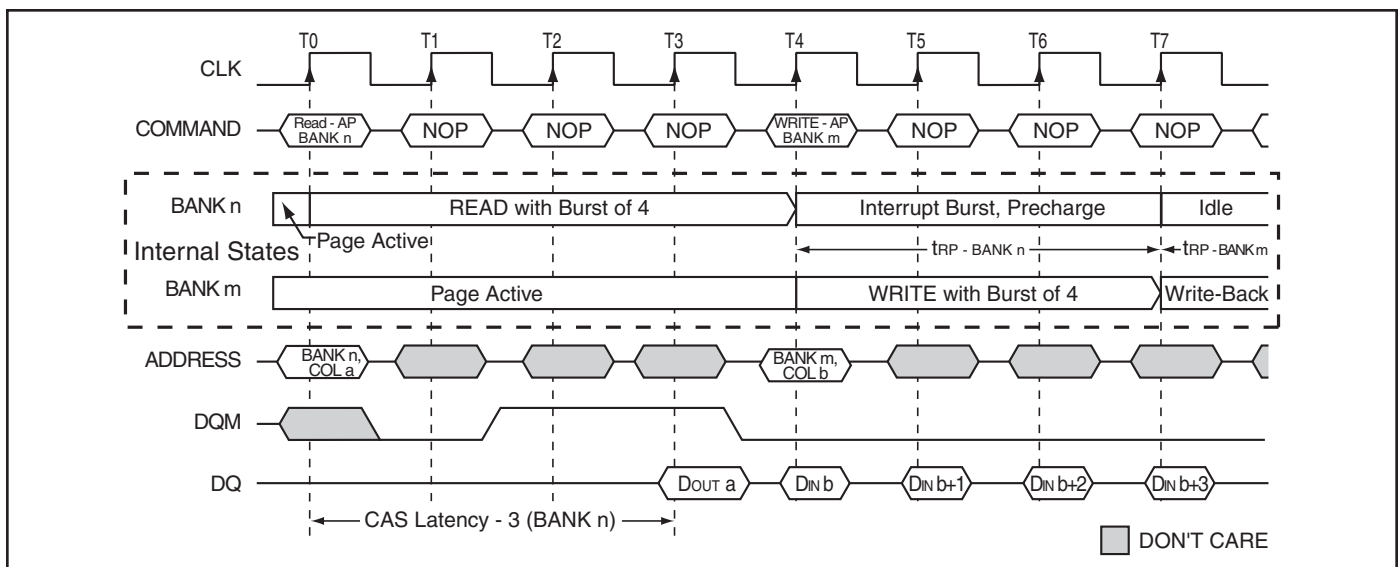 T0 T1 T2 T3 T4 T5 T6 T7
CLK
COMMAND Read - AP BANK n NOP NOP NOP WRITE - AP BANK m NOP NOP NOP
BANK n READ with Burst of 4 Interrupt Burst, Precharge Idle
Internal States Page Active tRP - BANK n tRP - BANK m
BANK m Page Active WRITE with Burst of 4 Write-Back
ADDRESS BANK n, COL a BANK m, COL b
DQM
DQ DOUT a DIN b DIN b+1 DIN b+2 DIN b+3
CAS Latency - 3 (BANK n)
DON'T CARE